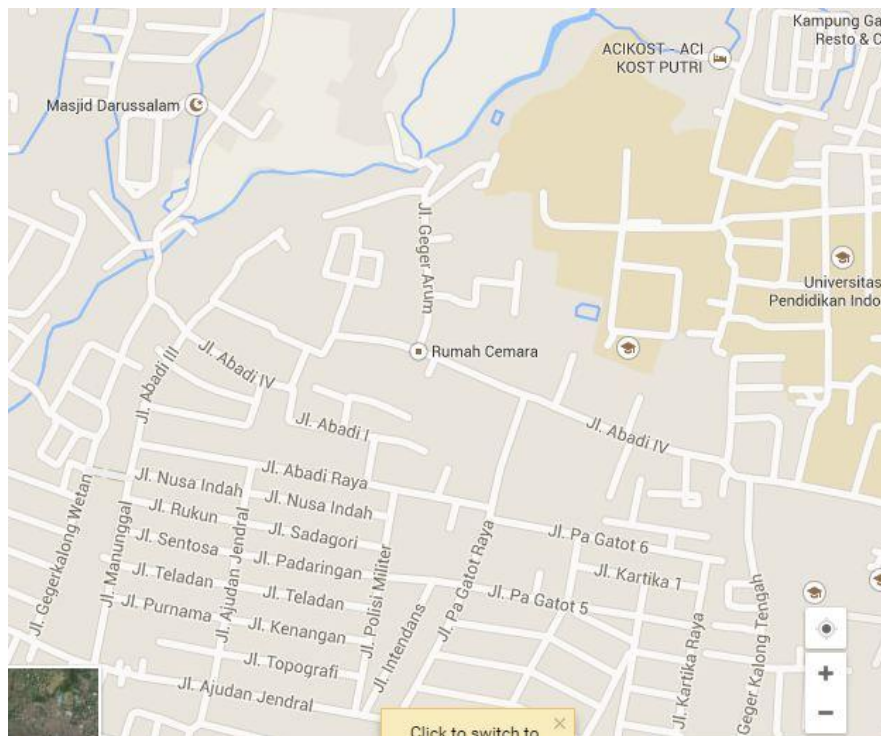 Kampung Ga
Resto & C
ACIKOST - ACI
KOST PUTRI
Masjid Darussalam
Jl. Geger Arum
Universitas
Pendidikan Indo
Rumah Cemara
Jl. Abadi III
Jl. Abadi IV
Jl. Abadi I
Jl. Abadi IV
Jl. Abadi Raya
Jl. Nusa Indah
Jl. Nusa Indah
Jl. Gegerkalong Wetan
Jl. Manunggal
Jl. Rukun
Jl. Sadagori
Jl. Sentosa
Jl. Ajudan Jendral
Jl. Padaringan
Jl. Polisi Militer
Jl. Pa Gatot Raya
Jl. Pa Gatot 6
Jl. Kartika 1
Jl. Teladan
Jl. Teladan
Jl. Pa Gatot 5
Jl. Purnama
Jl. Kenangan
Jl. Intendans
Jl. Kartika Raya
Geger Kalong Tengah
Jl. Topografi
Jl. Ajudan Jendral
Click to switch to